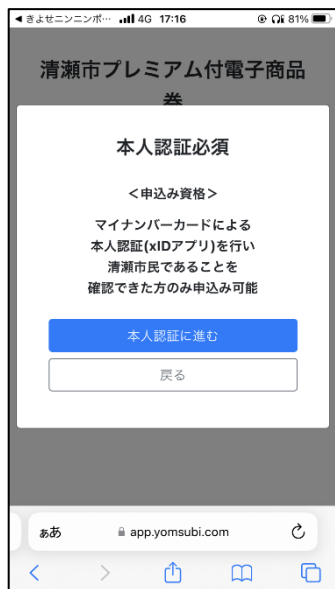 ◀ きよせニンニンポ… 4G 17:16 81%
清瀬市プレミアム付電子商品
券
本人認証必須
＜申込み資格＞
マイナンバーカードによる
本人認証(xIDアプリ)を行い
清瀬市民であることを
確認できた方のみ申込み可能
本人認証に進む
戻る
ぁあ app.yomsubi.com